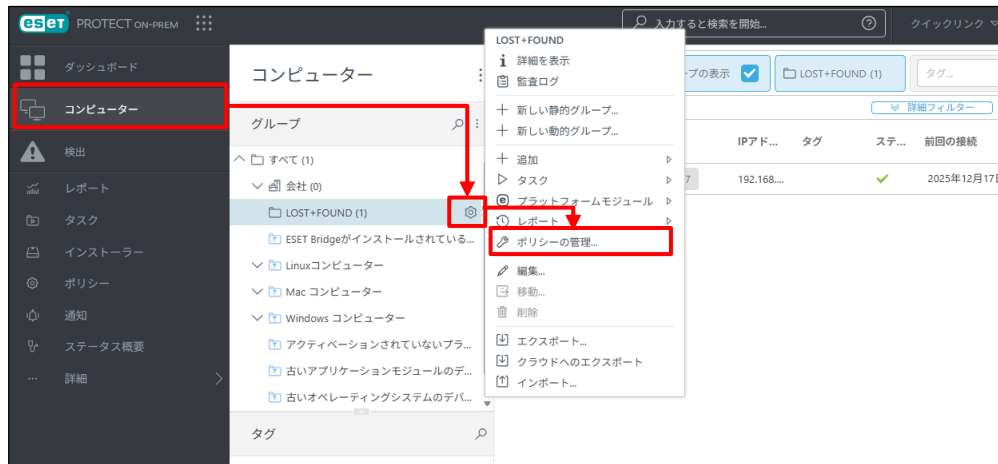 eset PROTECT ON-PREM
入力すると検索を開始...
クイックリンク
ダッシュボード
コンピューター
検出
レポート
タスク
インストーラー
ポリシー
通知
ステータス概要
詳細
コンピューター
グループ
すべて (1)
会社 (0)
LOST+FOUND (1)
ESET Bridgeがインストールされている...
Linuxコンピューター
Mac コンピューター
Windows コンピューター
アクティベーションされていないプラ...
古いアプリケーションモジュールのデ...
古いオペレーティングシステムのデバ...
タグ
LOST+FOUND
詳細を表示
監査ログ
新しい静的グループ...
新しい動的グループ...
追加
タスク
プラットフォームモジュール
レポート
ポリシーの管理...
編集...
移動...
削除
エクスポート...
クラウドへのエクスポート
インポート...
プの表示
LOST+FOUND (1)
タグ...
詳細フィルター
IPアド... タグ ステ... 前回の接続
7 192.168.... 2025年12月17